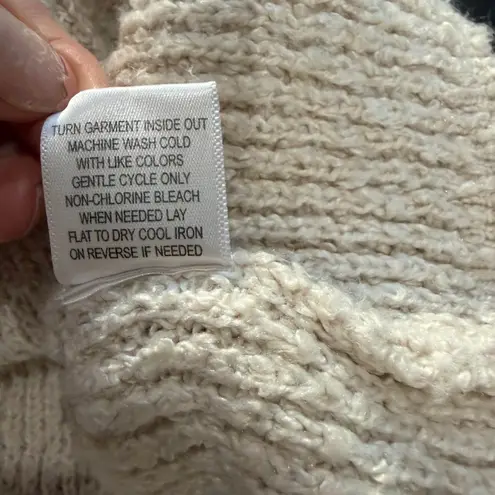 TURN GARMENT INSIDE OUT
MACHINE WASH COLD
WITH LIKE COLORS
GENTLE CYCLE ONLY
NON-CHLORINE BLEACH
WHEN NEEDED LAY
FLAT TO DRY COOL IRON
ON REVERSE IF NEEDED